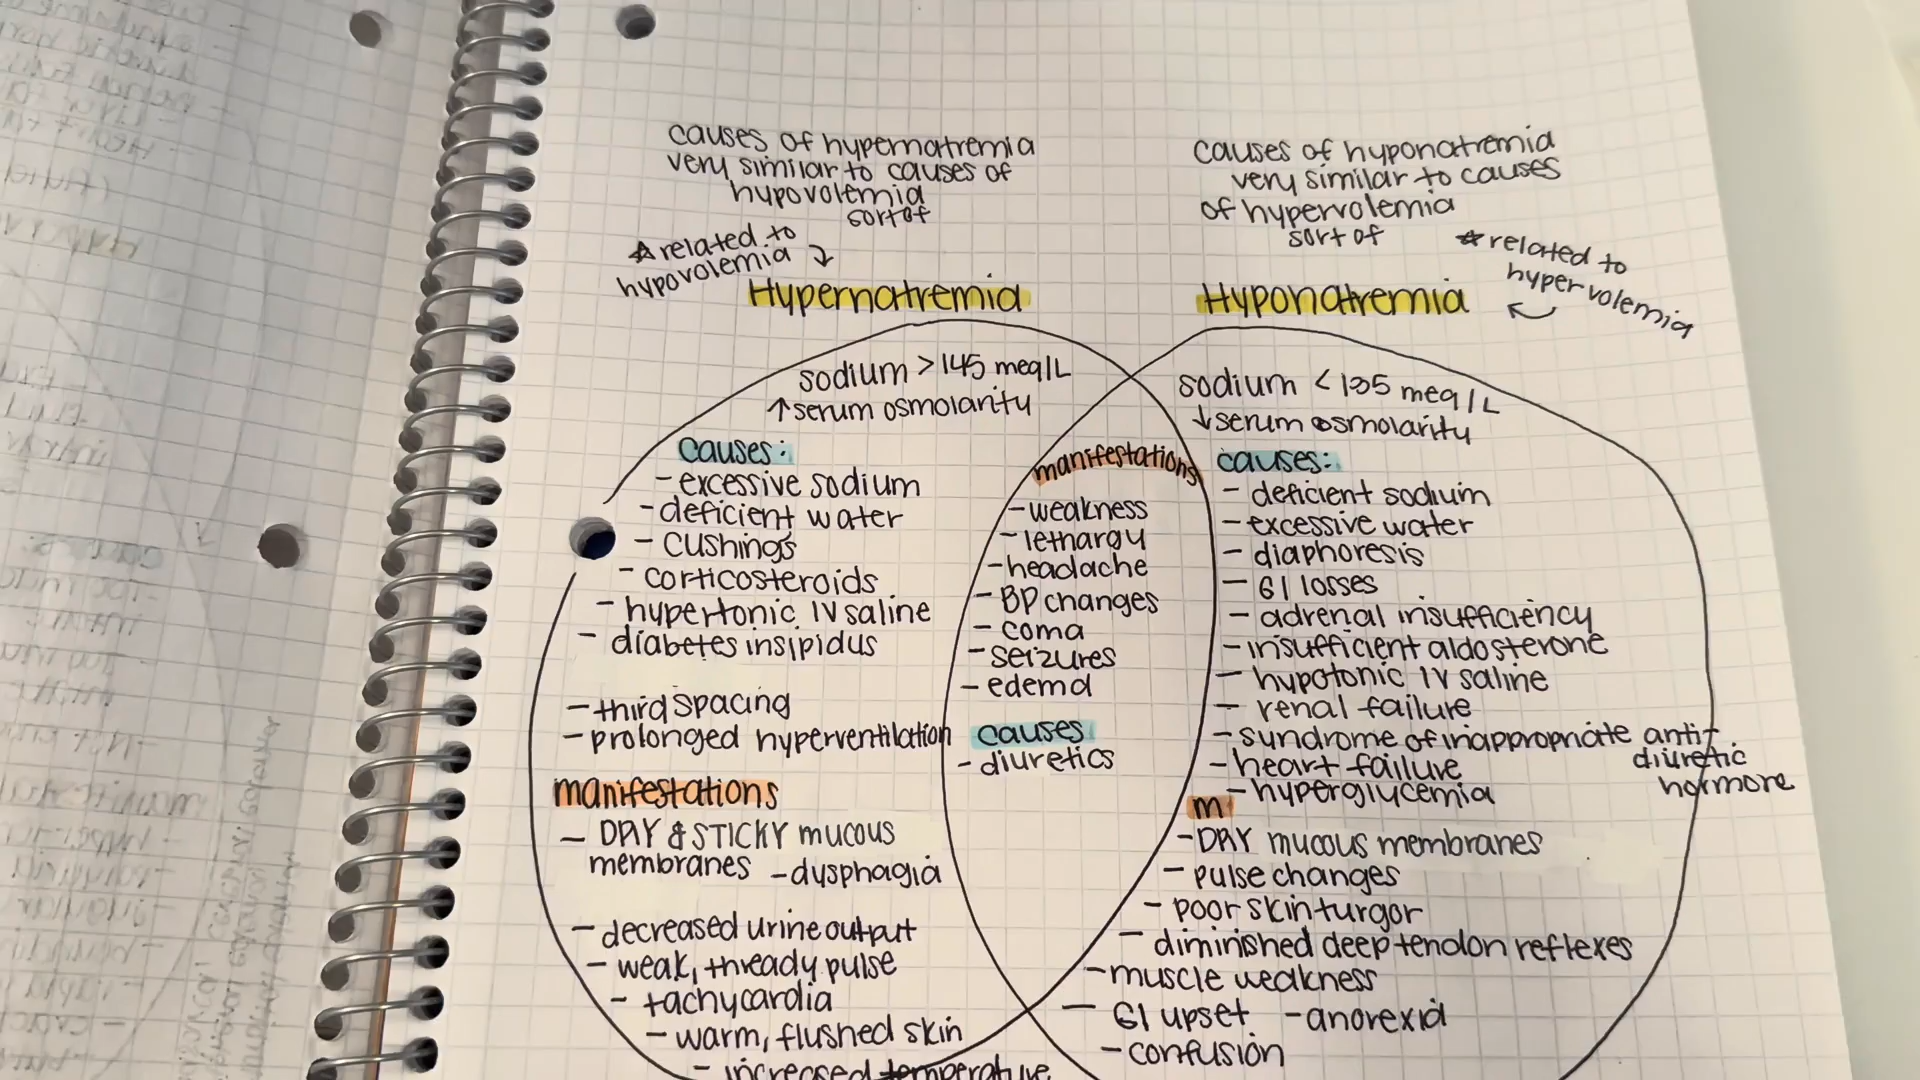 causes of hypernatremia
very similar to causes of
hypovolemia
sort of
☆ related to
hypovolemia
Hypernatremia
sodium > 145 meq/L
↑ serum osmolarity
causes:
- excessive sodium
- deficient water
- cushings
- corticosteroids
- hypertonic IV saline
- diabetes insipidus
- third spacing
- prolonged hyperventilation
manifestations
- DRY & STICKY mucous
membranes - dysphagia
- decreased urine output
- weak, thready pulse
- tachycardia
- warm, flushed skin
- increased temperature
manifestations
- weakness
- lethargy
- headache
- BP changes
- coma
- seizures
- edema
causes
- diuretics
causes of hyponatremia
very similar to causes
of hypervolemia
sort of
☆ related to
hypervolemia
Hyponatremia
sodium < 135 meq/L
↓ serum osmolarity
causes:
- deficient sodium
- excessive water
- diaphoresis
- GI losses
- adrenal insufficiency
- insufficient aldosterone
- hypotonic IV saline
- renal failure
- syndrome of inappropriate anti-
diuretic
hormore
- heart failure
- hyperglycemia
m
- DRY mucous membranes
- pulse changes
- poor skin turgor
- diminished deep tendon reflexes
- muscle weakness
- GI upset - anorexia
- confusion